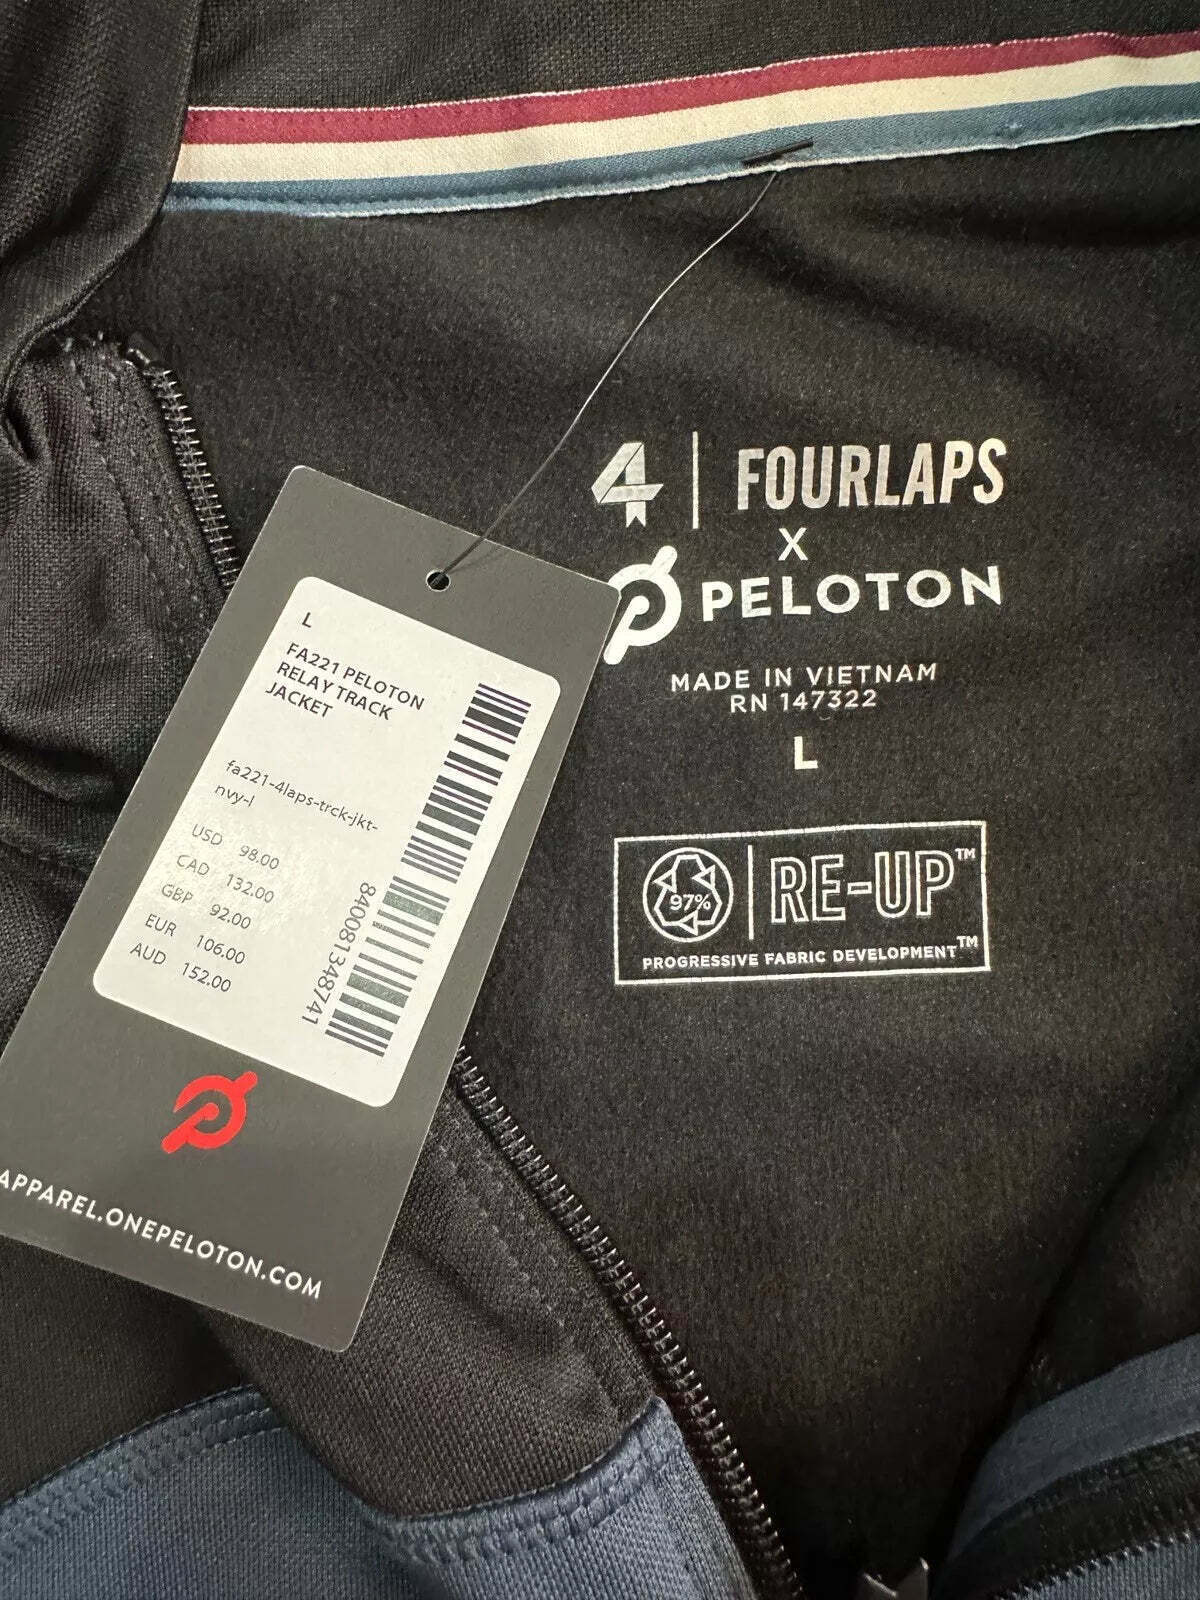 4 | FOURLAPS
X
PELOTON
MADE IN VIETNAM
RN 147322
L
97%
RE-UP™
PROGRESSIVE FABRIC DEVELOPMENT™
L
FA221 PELOTON
RELAY TRACK
JACKET
fa221-4laps-trck-jkt-
nvy-l
USD 98.00
CAD 132.00
GBP 92.00
EUR 106.00
AUD 152.00
840081348741
APPAREL.ONEPELOTON.COM